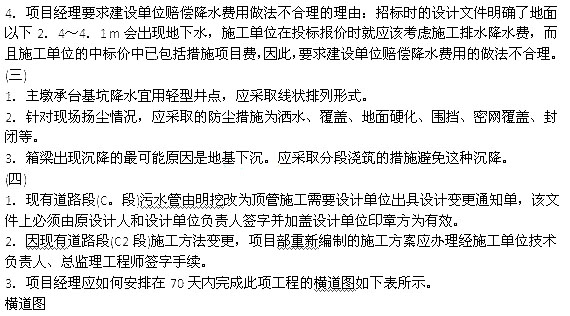 4．项目经理要求建设单位赔偿降水费用做法不合理的理由：招标时的设计文件明确了地面
以下 2．4～4．1m 会出现地下水，施工单位在投标报价时就应该考虑施工排水降水费，而
且施工单位的中标价中已包括措施项目费，因此，要求建设单位赔偿降水费用的做法不合理。
(三)
1．主墩承台基坑降水宜用轻型井点，应采取线状排列形式。
2．针对现场扬尘情况，应采取的防尘措施为洒水、覆盖、地面硬化、围挡、密网覆盖、封
闭等。
3．箱梁出现沉降的最可能原因是地基下沉。应采取分段浇筑的措施避免这种沉降。
(四)
1．现有道路段(C。段)污水管由明挖改为顶管施工需要设计单位出具设计变更通知单，该文
件上必须由原设计人和设计单位负责人签字并加盖设计单位印章方为有效。
2．因现有道路段(C2 段)施工方法变更，项目部重新编制的施工方案应办理经施工单位技术
负责人、总监理工程师签字手续。
3．项目经理应如何安排在 70 天内完成此项工程的横道图如下表所示。
横道图